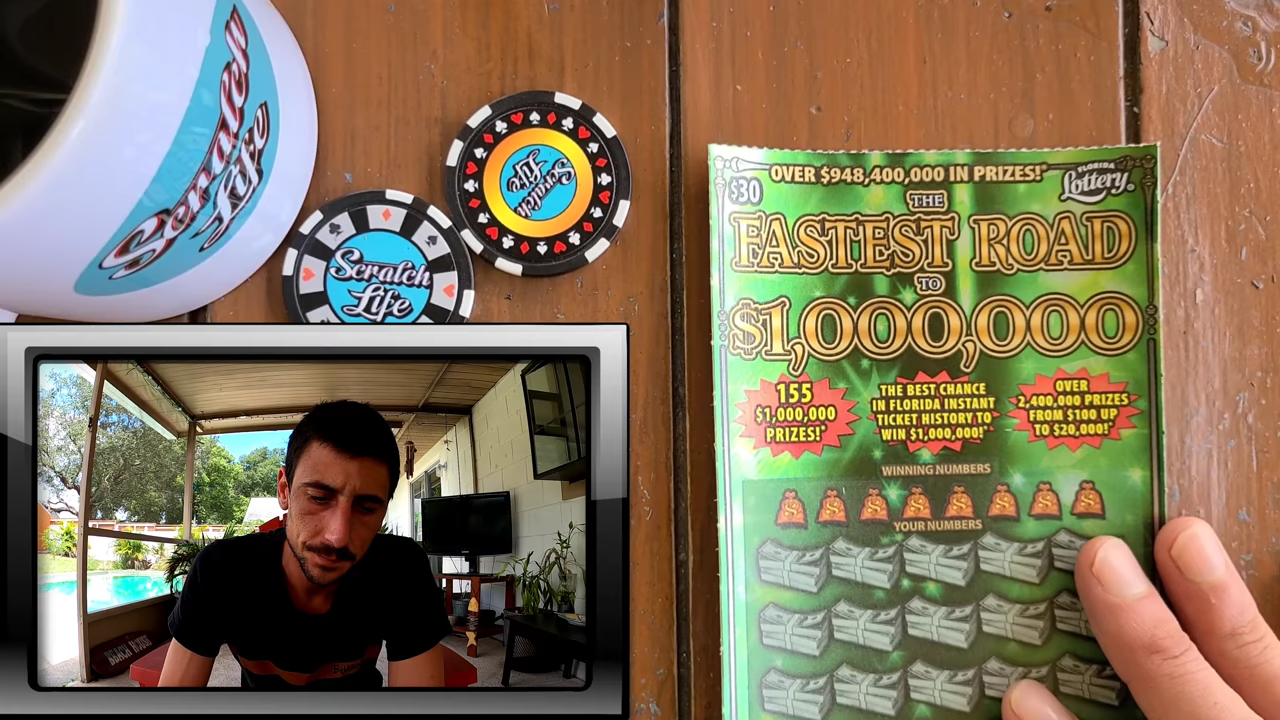 Scratch
Life
Scratch
Life
Scratch
Life
OVER $948,400,000 IN PRIZES!*
$30
FLORIDA
Lottery
THE
FASTEST ROAD
TO
$1,000,000
155
$1,000,000
PRIZES!*
THE BEST CHANCE
IN FLORIDA INSTANT
TICKET HISTORY TO
WIN $1,000,000!*
OVER
2,400,000 PRIZES
FROM $100 UP
TO $20,000!*
WINNING NUMBERS
YOUR NUMBERS
BEACH HOUSE